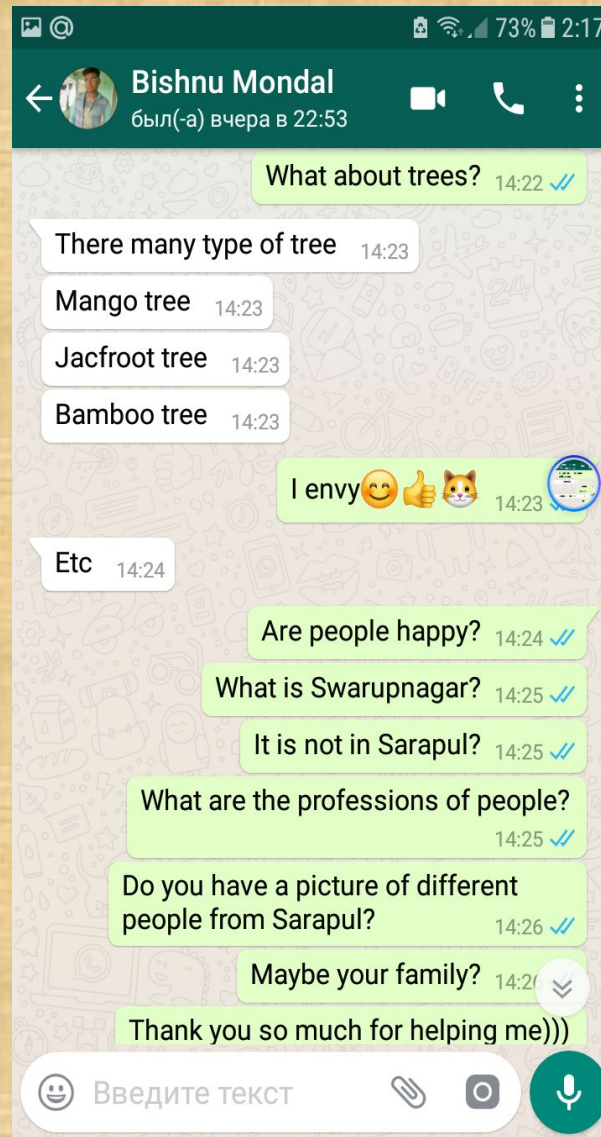 73% 2:17
Bishnu Mondal
был(-а) вчера в 22:53
What about trees? 14:22
There many type of tree 14:23
Mango tree 14:23
Jacfroot tree 14:23
Bamboo tree 14:23
I envy😊👍🐱 14:23
Etc 14:24
Are people happy? 14:24
What is Swarupnagar? 14:25
It is not in Sarapul? 14:25
What are the professions of people?
14:25
Do you have a picture of different
people from Sarapul? 14:26
Maybe your family? 14:26
Thank you so much for helping me)))
Введите текст